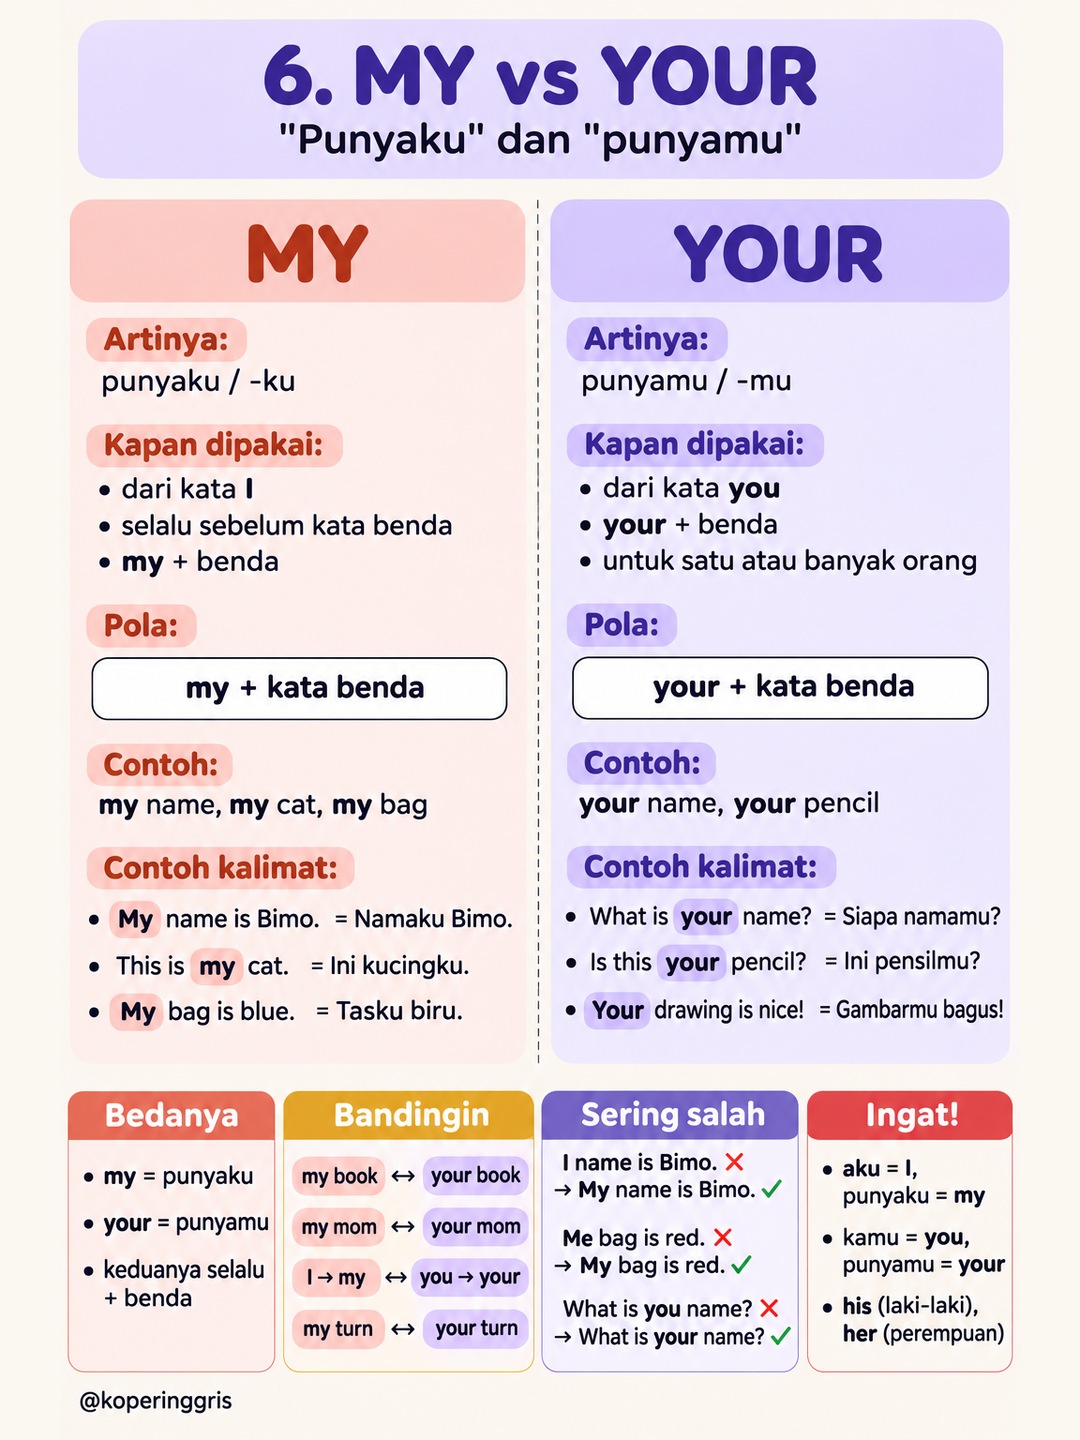 6. MY vs YOUR
"Punyaku" dan "punyamu"
MY
Artinya:
punyaku / -ku
Kapan dipakai:
• dari kata I
• selalu sebelum kata benda
• my + benda
Pola:
my + kata benda
Contoh:
my name, my cat, my bag
Contoh kalimat:
• My name is Bimo. = Namaku Bimo.
• This is my cat. = Ini kucingku.
• My bag is blue. = Tasku biru.
YOUR
Artinya:
punyamu / -mu
Kapan dipakai:
• dari kata you
• your + benda
• untuk satu atau banyak orang
Pola:
your + kata benda
Contoh:
your name, your pencil
Contoh kalimat:
• What is your name? = Siapa namamu?
• Is this your pencil? = Ini pensilmu?
• Your drawing is nice! = Gambarmu bagus!
Bedanya
• my = punyaku
• your = punyamu
• keduanya selalu
+ benda
Bandingin
my book ↔ your book
my mom ↔ your mom
I → my ↔ you → your
my turn ↔ your turn
Sering salah
I name is Bimo. ❌
→ My name is Bimo. ✓
Me bag is red. ❌
→ My bag is red. ✓
What is you name? ❌
→ What is your name? ✓
Ingat!
• aku = I,
punyaku = my
• kamu = you,
punyamu = your
• his (laki-laki),
her (perempuan)
@koperinggris